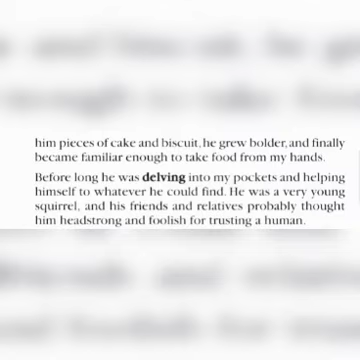 him pieces of cake and biscuit, he grew bolder, and finally
became familiar enough to take food from my hands.
Before long he was delving into my pockets and helping
himself to whatever he could find. He was a very young
squirrel, and his friends and relatives probably thought
him headstrong and foolish for trusting a human.